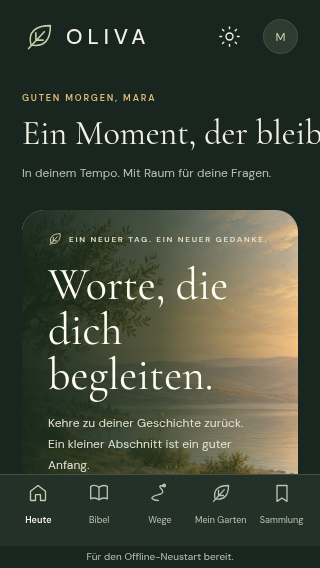 OLIVA
M
GUTEN MORGEN, MARA
Ein Moment, der bleib
In deinem Tempo. Mit Raum für deine Fragen.
EIN NEUER TAG. EIN NEUER GEDANKE.
Worte, die
dich
begleiten.
Kehre zu deiner Geschichte zurück.
Ein kleiner Abschnitt ist ein guter
Anfang.
Heute
Bibel
Wege
Mein Garten
Sammlung
Für den Offline-Neustart bereit.